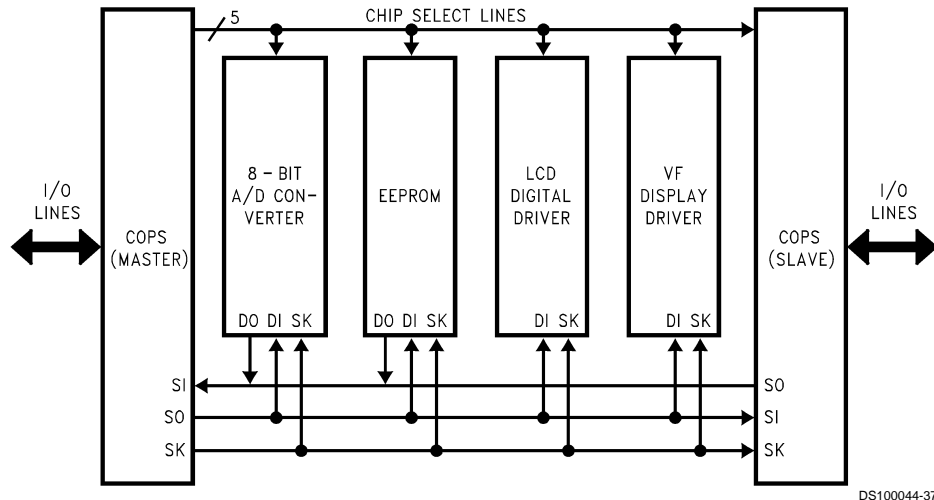 5
CHIP SELECT LINES
I/O
LINES
COPS
(MASTER)
8 – BIT
A/D CON-
VERTER
DO DI SK
EEPROM
DO DI SK
LCD
DIGITAL
DRIVER
DI SK
VF
DISPLAY
DRIVER
DI SK
COPS
(SLAVE)
I/O
LINES
SI
SO
SK
SO
SI
SK
DS100044-37